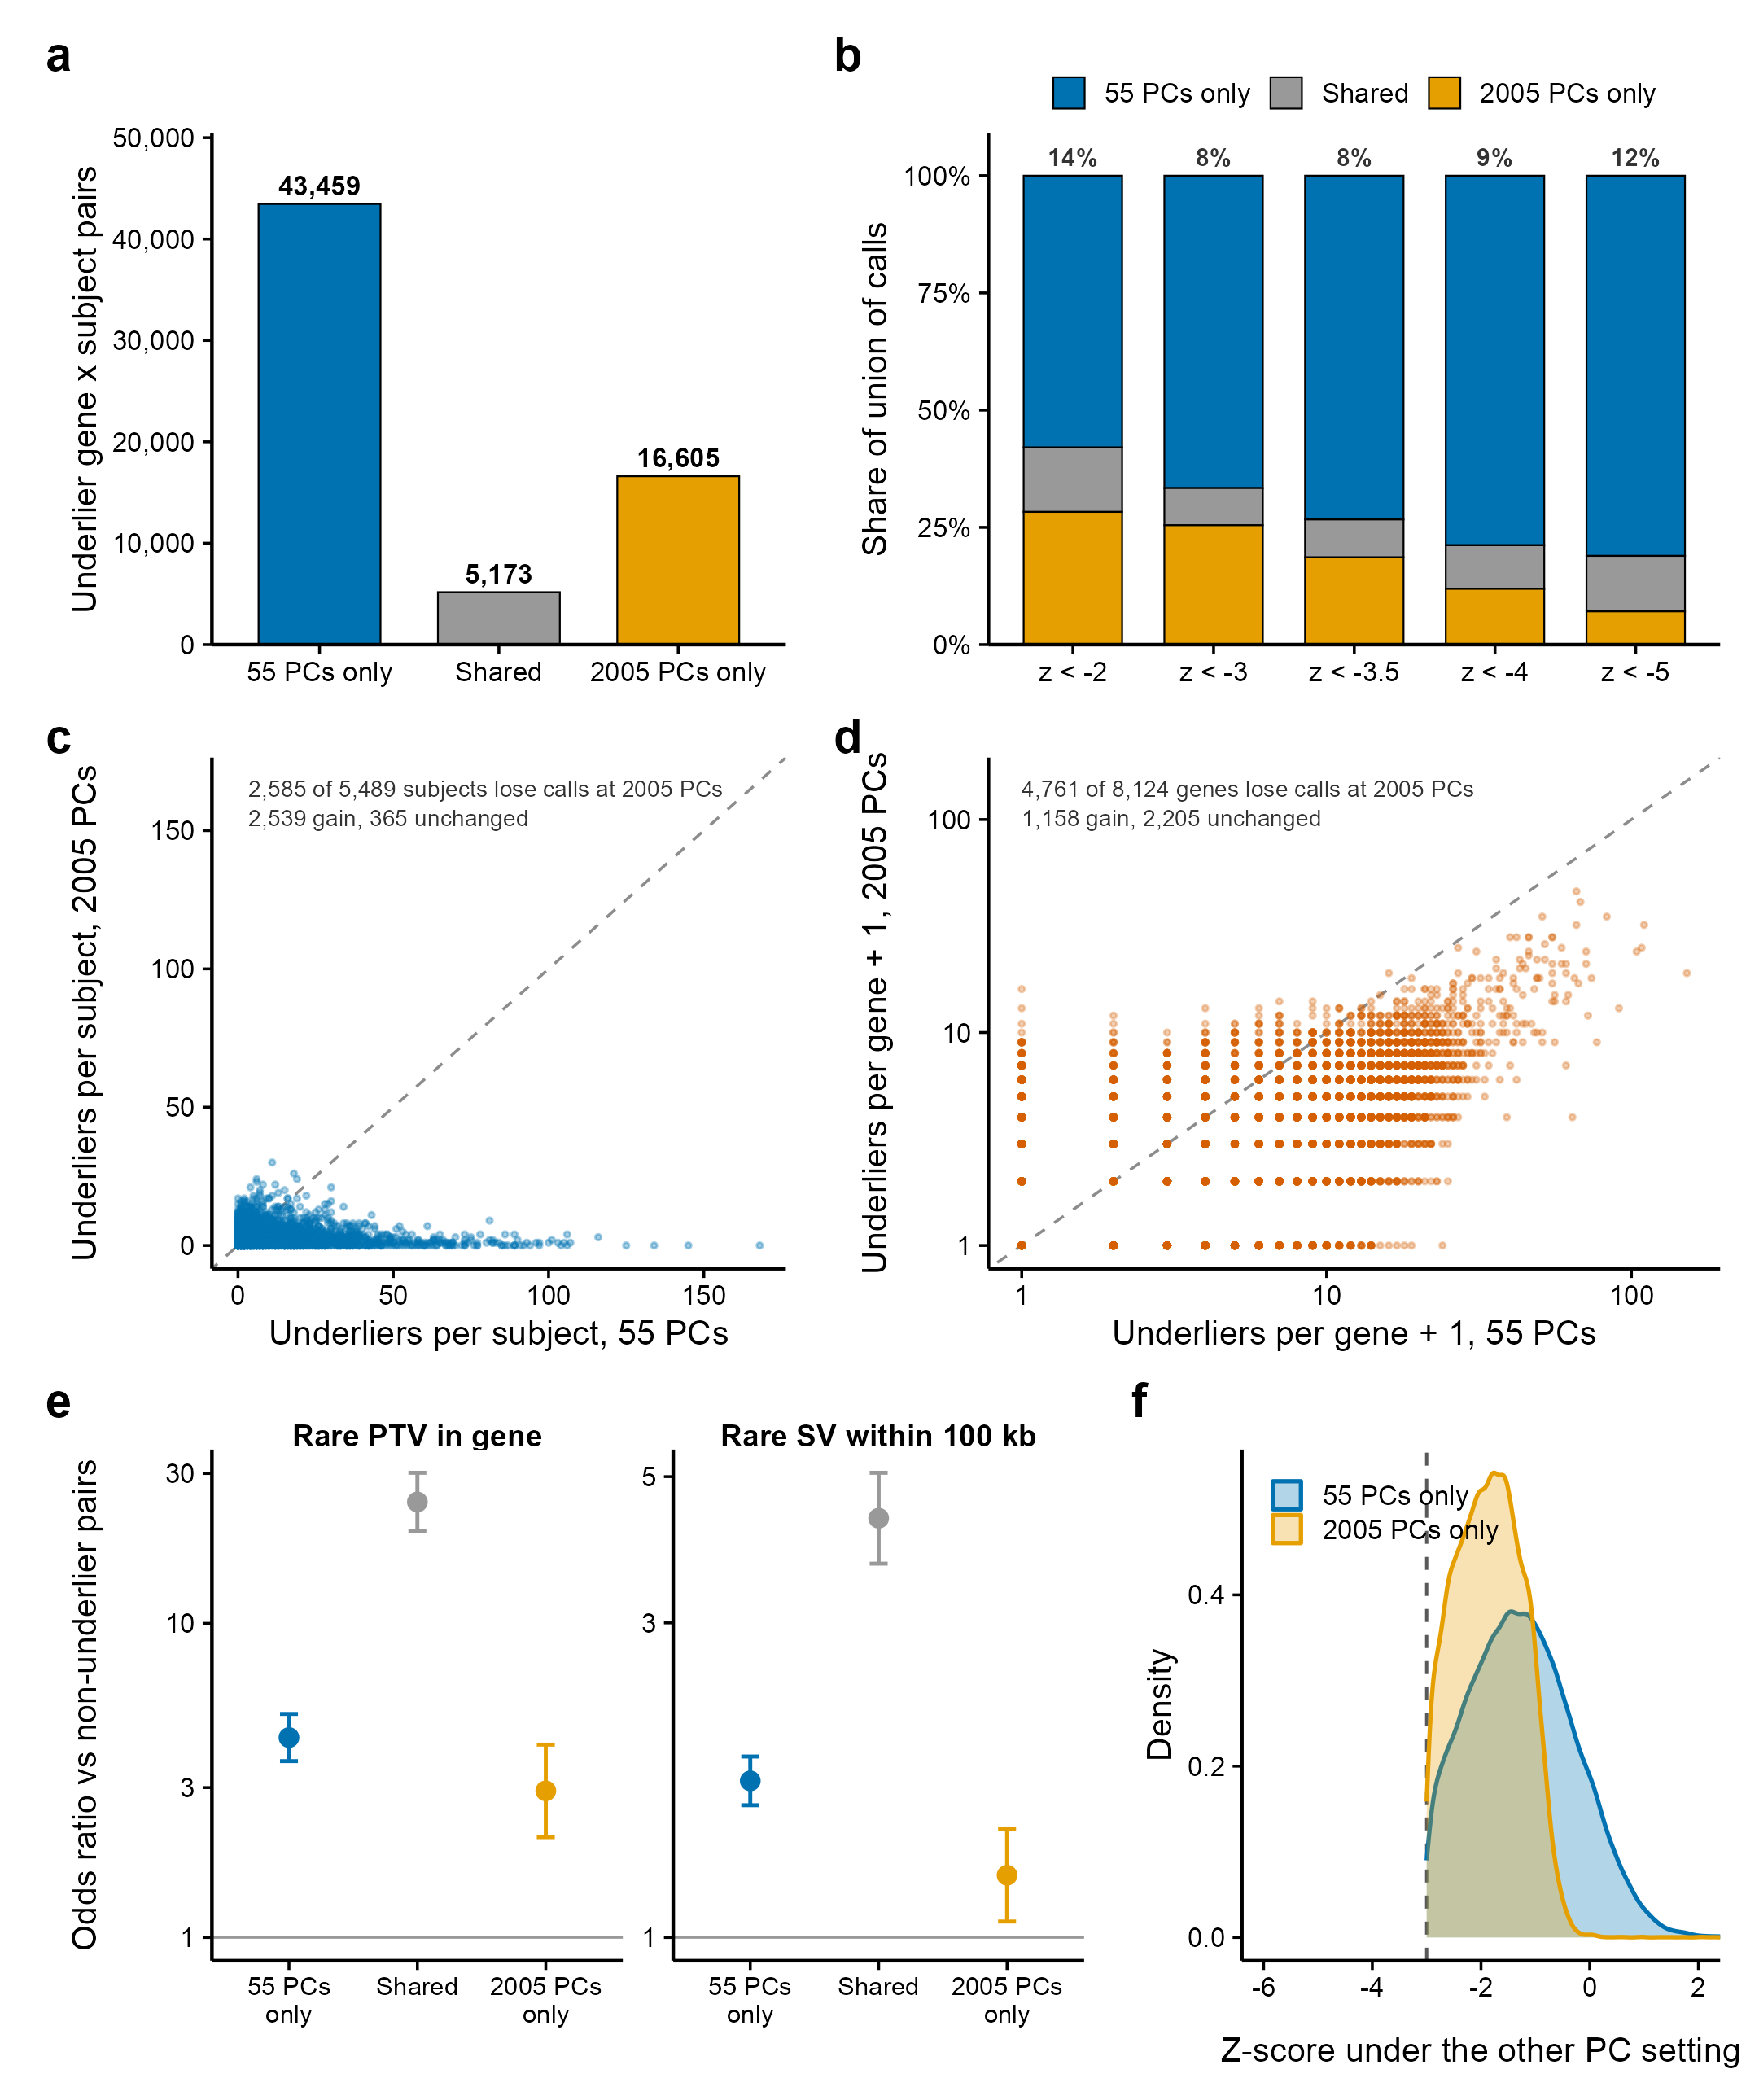 a
50,000
40,000
30,000
20,000
10,000
0
Underlier gene x subject pairs
43,459
5,173
16,605
55 PCs only
Shared
2005 PCs only
b
55 PCs only
Shared
2005 PCs only
14%
8%
8%
9%
12%
100%
75%
50%
25%
0%
Share of union of calls
z < -2
z < -3
z < -3.5
z < -4
z < -5
c
2,585 of 5,489 subjects lose calls at 2005 PCs
2,539 gain, 365 unchanged
Underliers per subject, 2005 PCs
150
100
50
0
0
50
100
150
Underliers per subject, 55 PCs
d
4,761 of 8,124 genes lose calls at 2005 PCs
1,158 gain, 2,205 unchanged
Underliers per gene + 1, 2005 PCs
100
10
1
1
10
100
Underliers per gene + 1, 55 PCs
e
Rare PTV in gene
Odds ratio vs non-underlier pairs
30
10
3
1
55 PCs
only
Shared
2005 PCs
only
Rare SV within 100 kb
5
3
1
55 PCs
only
Shared
2005 PCs
only
f
55 PCs only
2005 PCs only
Density
0.4
0.2
0.0
-6
-4
-2
0
2
Z-score under the other PC setting